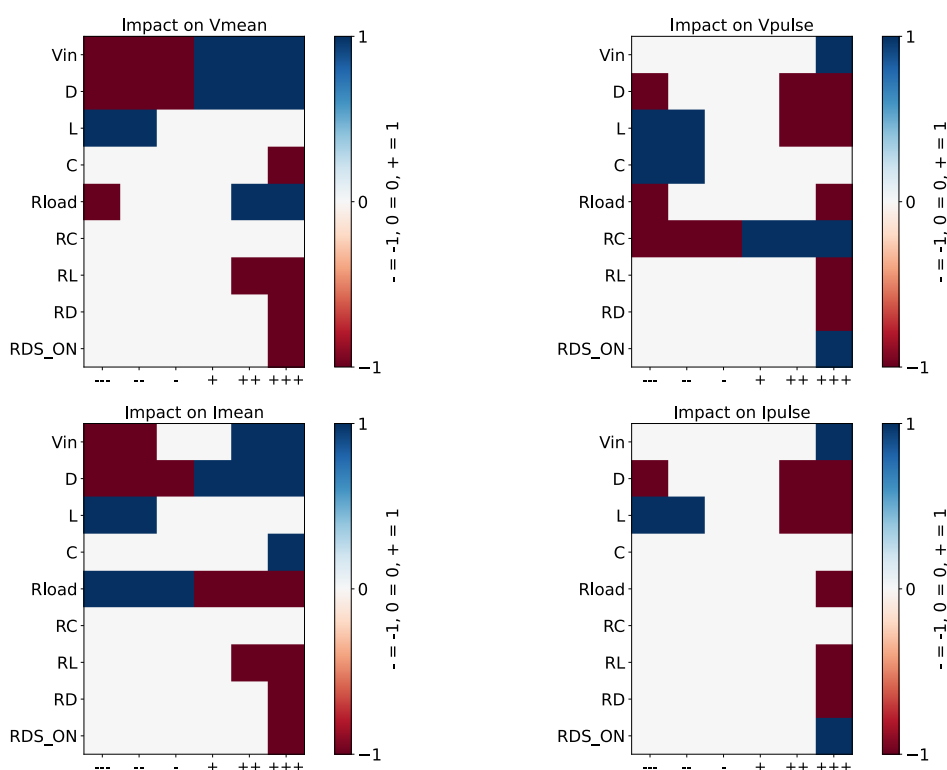 Impact on Vmean
Vin
D
L
C
Rload
RC
RL
RD
RDS_ON
--- -- - + ++ +++
1
0
−1
- = -1, 0 = 0, + = 1
Impact on Vpulse
Vin
D
L
C
Rload
RC
RL
RD
RDS_ON
--- -- - + ++ +++
1
0
−1
- = -1, 0 = 0, + = 1
Impact on Imean
Vin
D
L
C
Rload
RC
RL
RD
RDS_ON
--- -- - + ++ +++
1
0
−1
- = -1, 0 = 0, + = 1
Impact on Ipulse
Vin
D
L
C
Rload
RC
RL
RD
RDS_ON
--- -- - + ++ +++
1
0
−1
- = -1, 0 = 0, + = 1